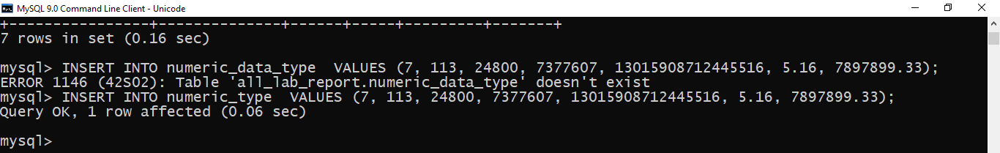 MySQL 9.0 Command Line Client - Unicode
+----------------+--------------+------+-----+---------+-------+
7 rows in set (0.16 sec)
mysql> INSERT INTO numeric_data_type  VALUES (7, 113, 24800, 7377607, 13015908712445516, 5.16, 7897899.33);
ERROR 1146 (42S02): Table 'all_lab_report.numeric_data_type' doesn't exist
mysql> INSERT INTO numeric_type  VALUES (7, 113, 24800, 7377607, 13015908712445516, 5.16, 7897899.33);
Query OK, 1 row affected (0.06 sec)
mysql>